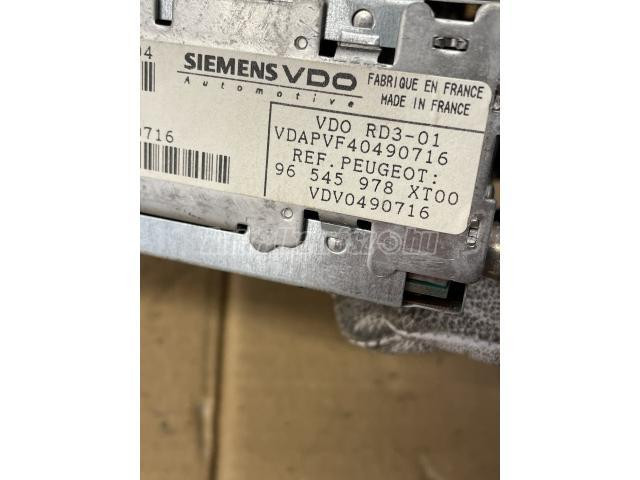 04
SIEMENS VDO
Automotive
FABRIQUE EN FRANCE
MADE IN FRANCE
0716
VDO RD3-01
VDAPVF40490716
REF.PEUGEOT:
96 545 978 XT00
VDV0490716